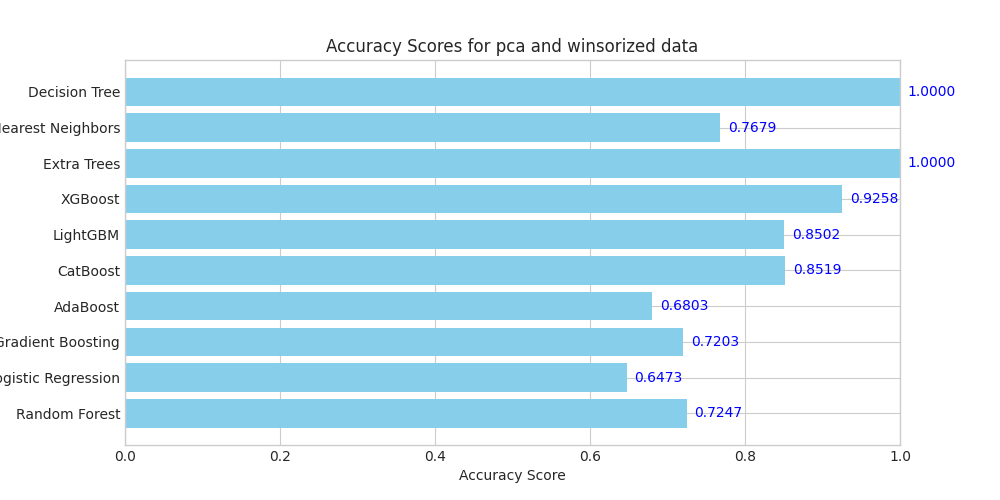 Accuracy Scores for pca and winsorized data
Decision Tree 1.0000
earest Neighbors 0.7679
Extra Trees 1.0000
XGBoost 0.9258
LightGBM 0.8502
CatBoost 0.8519
AdaBoost 0.6803
Gradient Boosting 0.7203
ogistic Regression 0.6473
Random Forest 0.7247
0.0 0.2 0.4 0.6 0.8 1.0
Accuracy Score